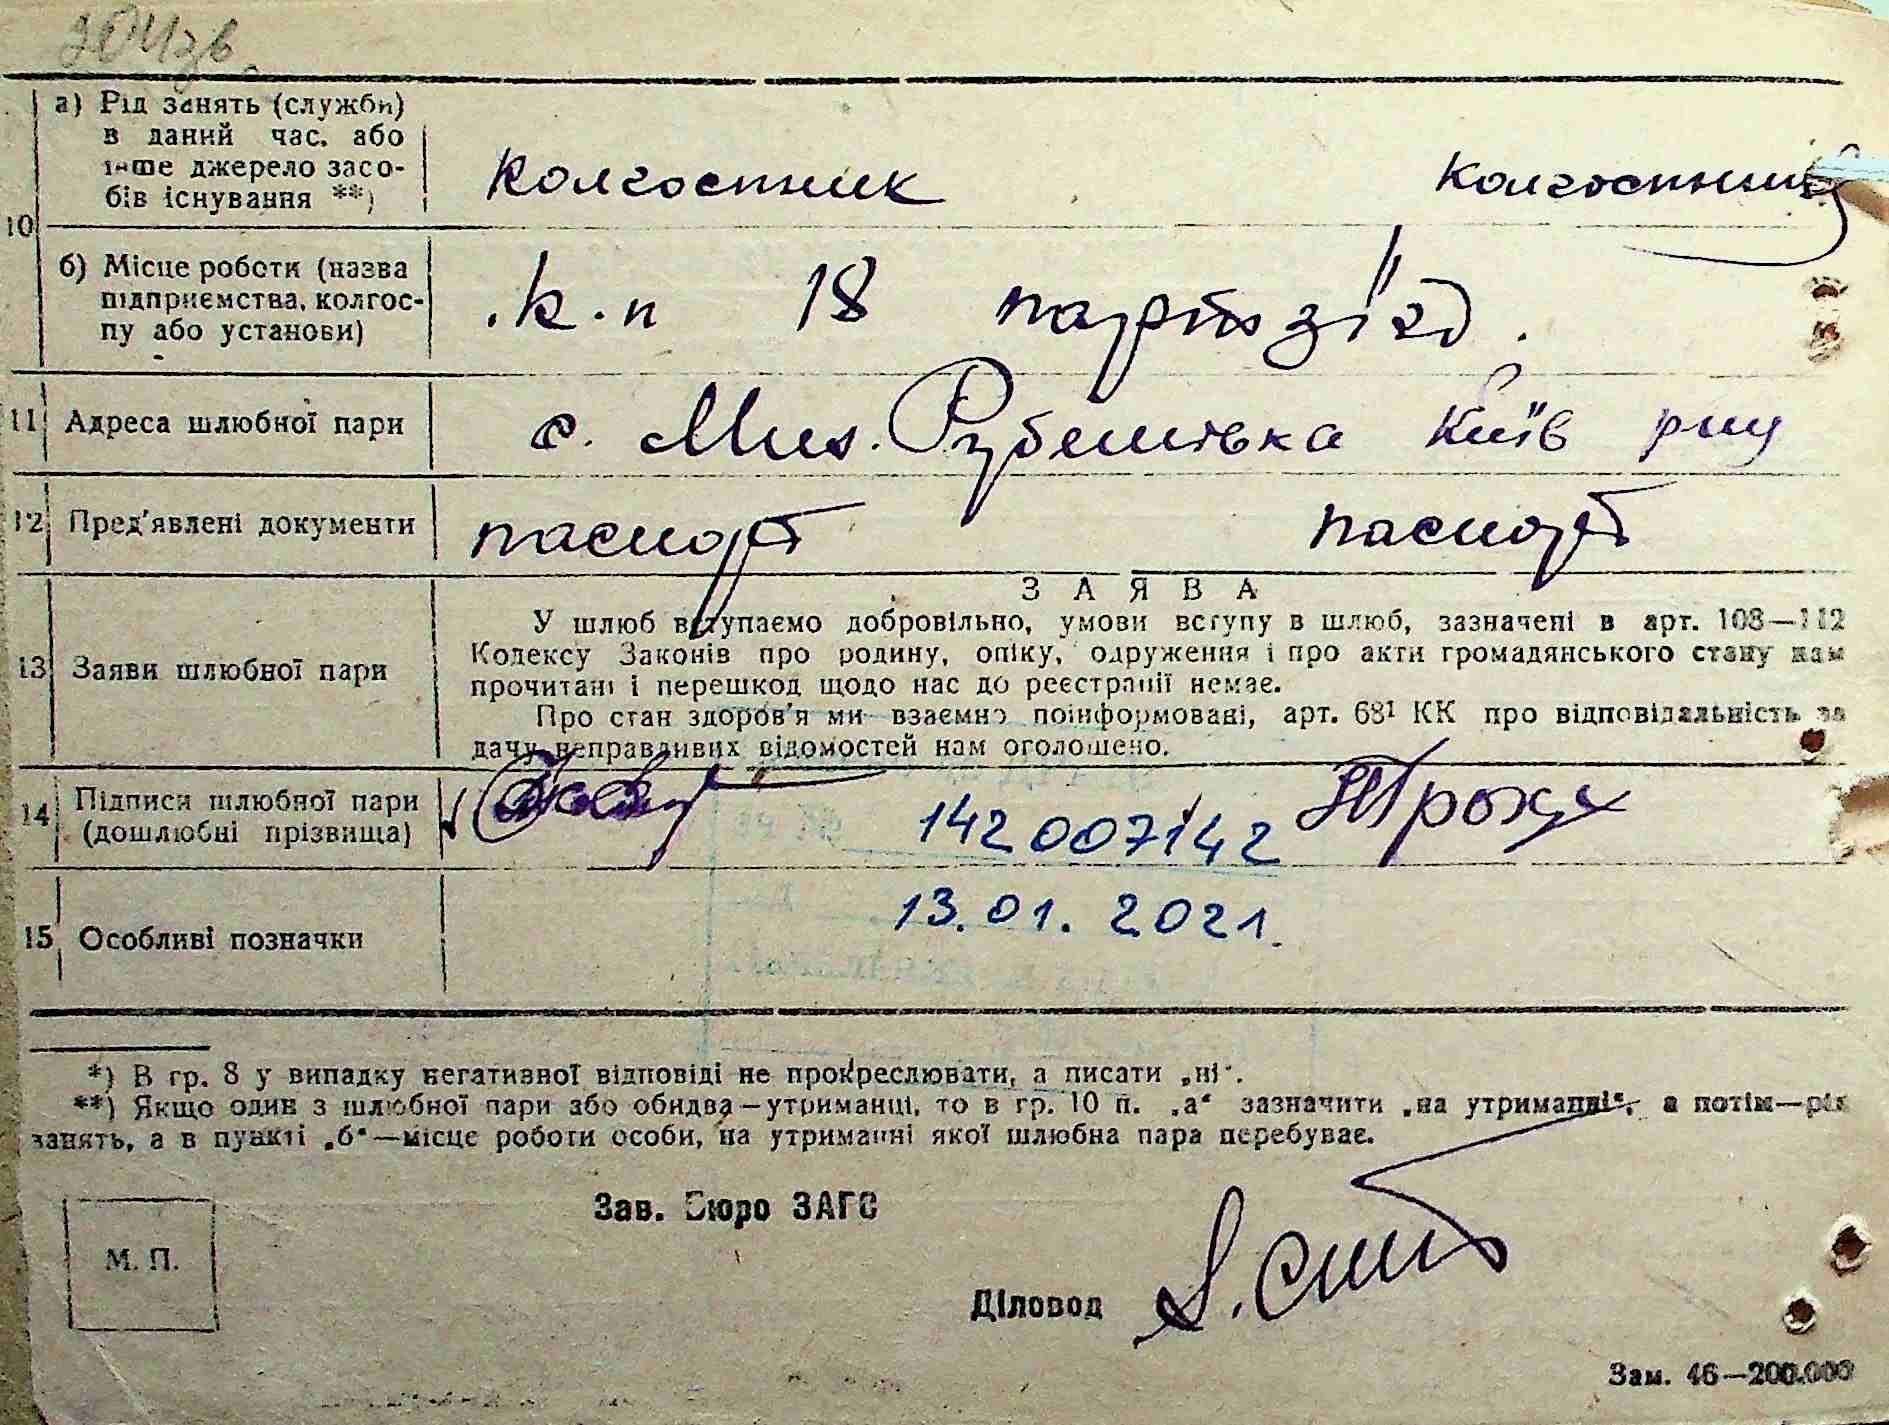 204зв
а) Рід занять (служби)
в даний час, або
інше джерело засо-
бів існування **)
колгоспник колгоспниц
10
б) Місце роботи (назва
підприємства, колгос-
пу або установи)
к-п 18 партз'їзд.
11 Адреса шлюбної пари
с. Мих. Рубежівка Київ рну
12 Пред'явлені документи
паспорт паспорт
ЗАЯВА
У шлюб вступаємо добровільно, умови вступу в шлюб, зазначені в арт. 108—112
13 Заяви шлюбної пари
Кодексу Законів про родину, опіку, одруження і про акти громадянського стану нам
прочитані і перешкод щодо нас до реєстрації немає.
Про стан здоров'я ми взаємно поінформовані, арт. 68¹ КК про відповідальність за
дачу неправдивих відомостей нам оголошено.
14 Підписи шлюбної пари
(дошлюбні прізвища)
142007142
13.01.2021.
15 Особливі позначки
*) В гр. 8 у випадку негативної відповіді не прокреслювати, а писати „ні“.
**) Якщо один з шлюбної пари або обидва—утриманці, то в гр. 10 п. „а“ зазначити „на утриманні“, а потім—рід
занять, а в пункті „б“—місце роботи особи, на утриманні якої шлюбна пара перебуває.
Зав. Бюро ЗАГС
М. П.
Діловод
Зам. 46—200.000